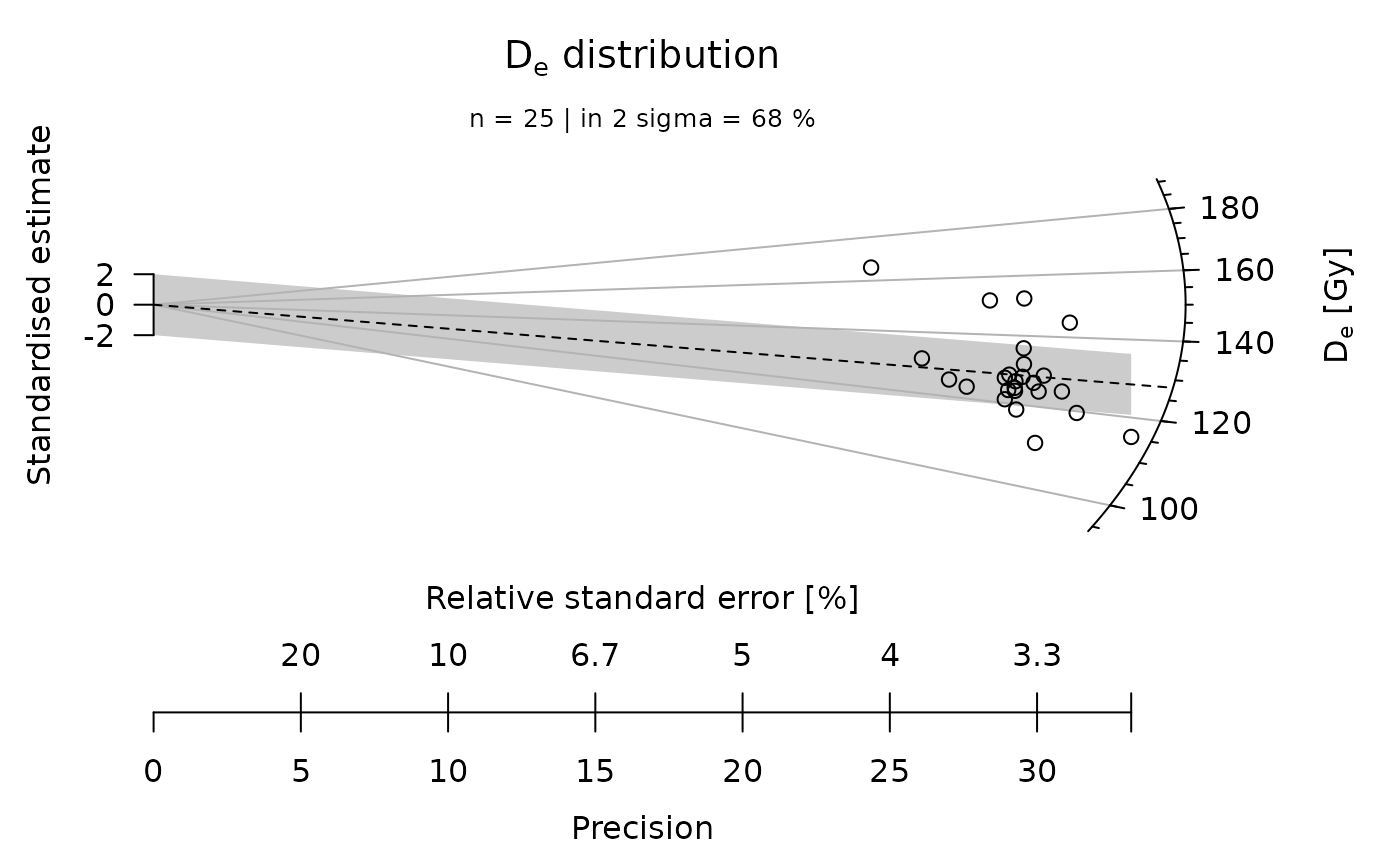 De distribution
n = 25 | in 2 sigma = 68 %
Standardised estimate
2
0
-2
180
160
140
120
100
De [Gy]
Relative standard error [%]
20 10 6.7 5 4 3.3
0 5 10 15 20 25 30
Precision